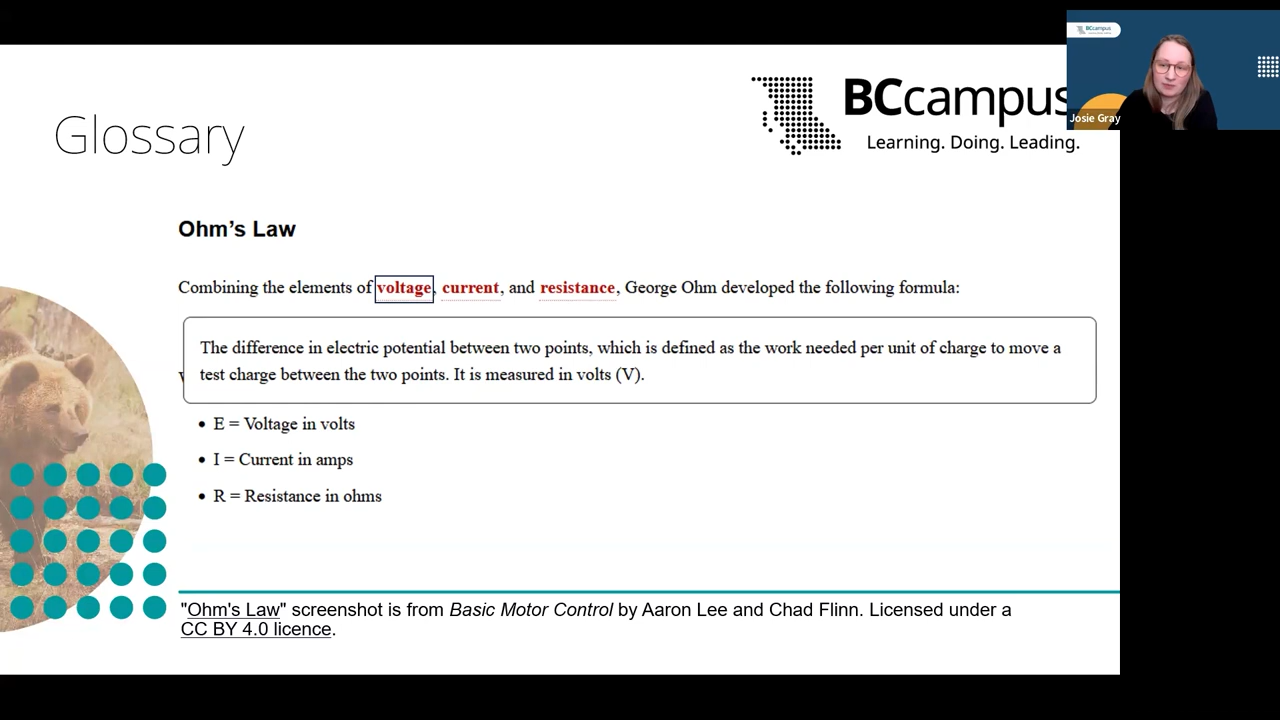 Glossary
BCcampus
Learning. Doing. Leading.
BCcampus
Josie Gray
Ohm's Law
Combining the elements of voltage, current, and resistance, George Ohm developed the following formula:
The difference in electric potential between two points, which is defined as the work needed per unit of charge to move a
test charge between the two points. It is measured in volts (V).
• E = Voltage in volts
• I = Current in amps
• R = Resistance in ohms
"Ohm's Law" screenshot is from Basic Motor Control by Aaron Lee and Chad Flinn. Licensed under a
CC BY 4.0 licence.